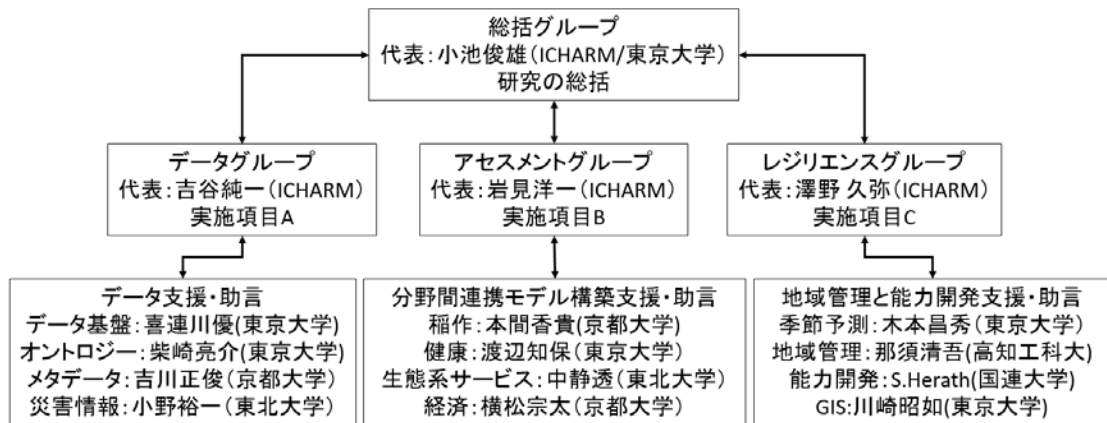 総括グループ
代表:小池俊雄(ICHARM/東京大学)
研究の総括
データグループ
代表:吉谷純一(ICHARM)
実施項目A
アセスメントグループ
代表:岩見洋一(ICHARM)
実施項目B
レジリエンスグループ
代表:澤野 久弥(ICHARM)
実施項目C
データ支援・助言
データ基盤:喜連川優(東京大学)
オントロジー:柴崎亮介(東京大学)
メタデータ:吉川正俊(京都大学)
災害情報:小野裕一(東北大学)
分野間連携モデル構築支援・助言
稲作:本間香貴(京都大学)
健康:渡辺知保(東京大学)
生態系サービス:中静透(東北大学)
経済:横松宗太(京都大学)
地域管理と能力開発支援・助言
季節予測:木本昌秀(東京大学)
地域管理:那須清吾(高知工科大)
能力開発:S.Herath(国連大学)
GIS:川崎昭如(東京大学)